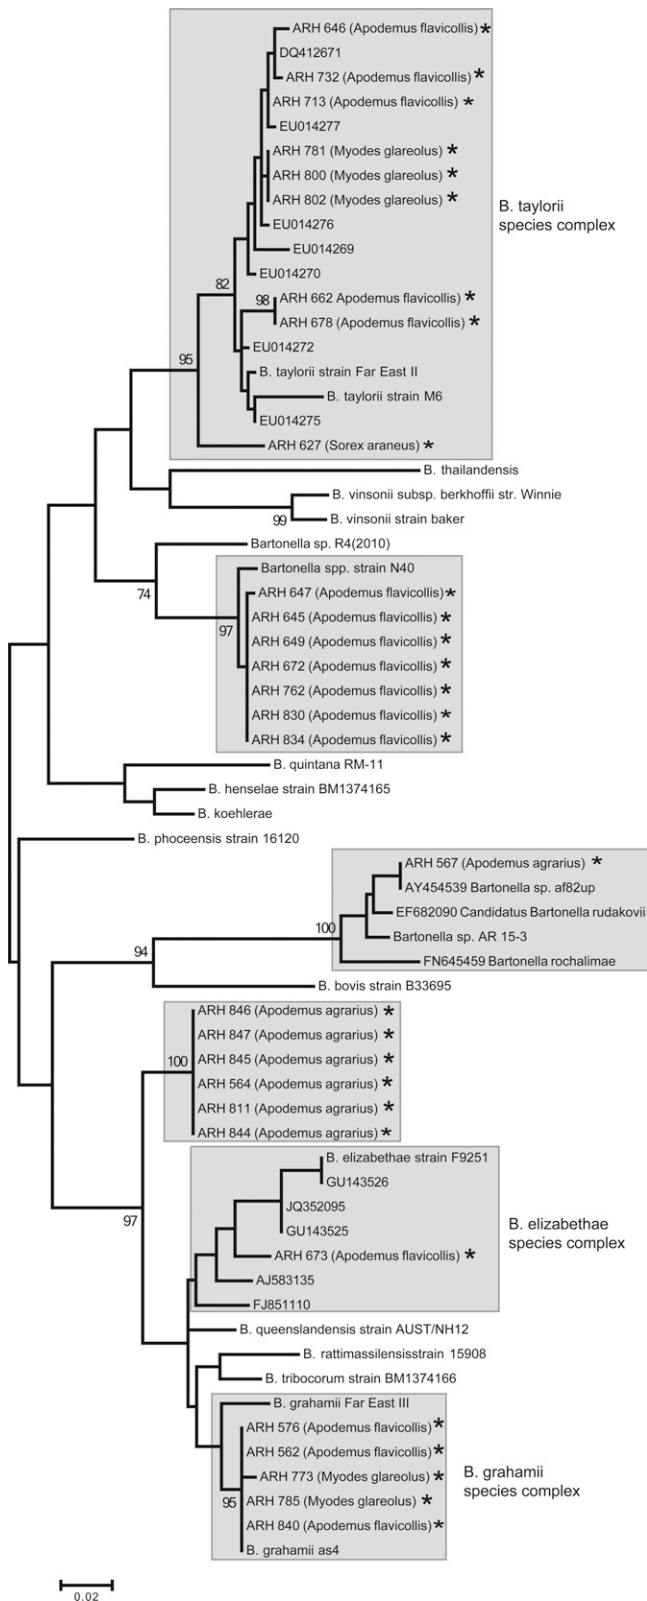 ARH 646 (Apodemus flavicollis) *
DQ412671
ARH 732 (Apodemus flavicollis) *
ARH 713 (Apodemus flavicollis) *
EU014277
ARH 781 (Myodes glareolus) *
ARH 800 (Myodes glareolus) *
ARH 802 (Myodes glareolus) *
B. taylorii
species complex
EU014276
EU014269
EU014270
82
98
ARH 662 Apodemus flavicollis) *
ARH 678 (Apodemus flavicollis) *
EU014272
95
B. taylorii strain Far East II
B. taylorii strain M6
EU014275
ARH 627 (Sorex araneus) *
B. thailandensis
B. vinsonii subsp. berkhoffii str. Winnie
99
B. vinsonii strain baker
Bartonella sp. R4(2010)
74
Bartonella spp. strain N40
ARH 647 (Apodemus flavicollis) *
ARH 645 (Apodemus flavicollis) *
97
ARH 649 (Apodemus flavicollis) *
ARH 672 (Apodemus flavicollis) *
ARH 762 (Apodemus flavicollis) *
ARH 830 (Apodemus flavicollis) *
ARH 834 (Apodemus flavicollis) *
B. quintana RM-11
B. henselae strain BM1374165
B. koehlerae
B. phoceensis strain 16120
ARH 567 (Apodemus agrarius) *
AY454539 Bartonella sp. af82up
EF682090 Candidatus Bartonella rudakovii
100
Bartonella sp. AR 15-3
94
FN645459 Bartonella rochalimae
B. bovis strain B33695
ARH 846 (Apodemus agrarius) *
ARH 847 (Apodemus agrarius) *
100
ARH 845 (Apodemus agrarius) *
ARH 564 (Apodemus agrarius) *
ARH 811 (Apodemus agrarius) *
ARH 844 (Apodemus agrarius) *
B. elizabethae strain F9251
GU143526
JQ352095
97
GU143525
B. elizabethae
species complex
ARH 673 (Apodemus flavicollis) *
AJ583135
FJ851110
B. queenslandensis strain AUST/NH12
B. rattimassilensisstrain 15908
B. tribocorum strain BM1374166
B. grahamii Far East III
ARH 576 (Apodemus flavicollis) *
ARH 562 (Apodemus flavicollis) *
ARH 773 (Myodes glareolus) *
B. grahamii
species complex
95
ARH 785 (Myodes glareolus) *
ARH 840 (Apodemus flavicollis) *
B. grahamii as4
0.02